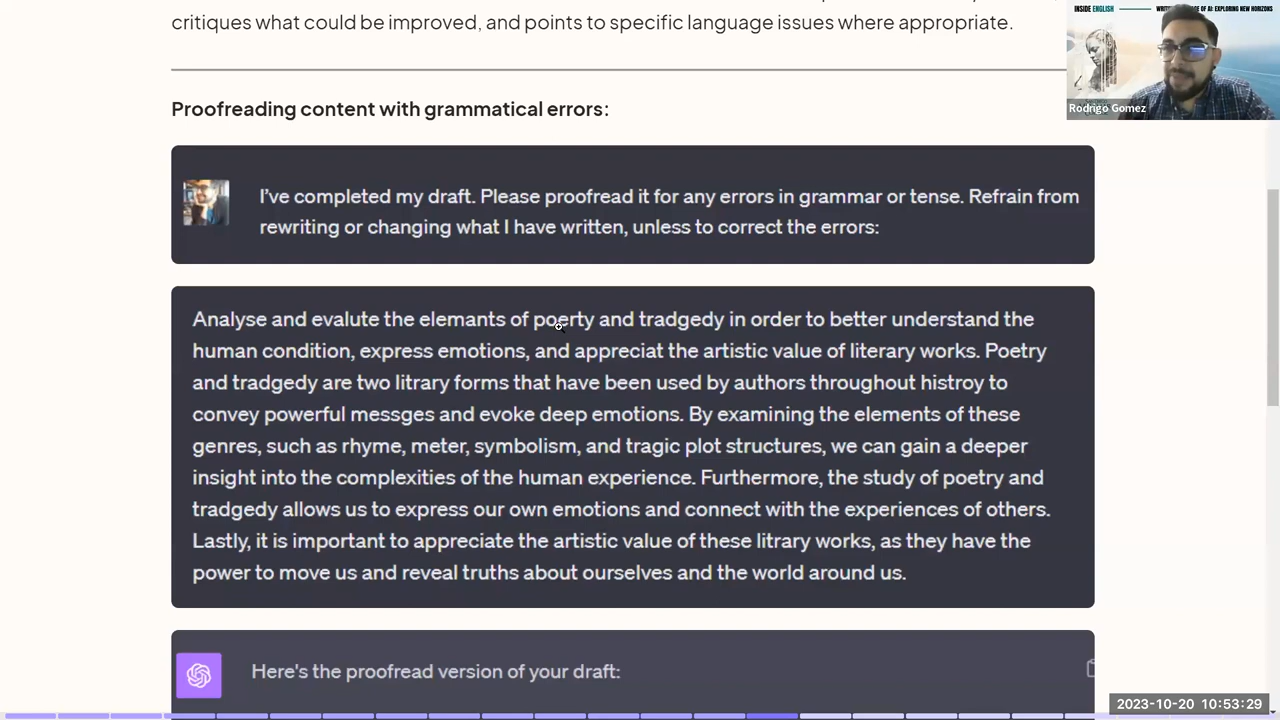 critiques what could be improved, and points to specific language issues where appropriate.
INSIDE ENGLISH
Rodrigo Gomez
Proofreading content with grammatical errors:
I've completed my draft. Please proofread it for any errors in grammar or tense. Refrain from
rewriting or changing what I have written, unless to correct the errors:
Analyse and evalute the elemants of poerty and tradgedy in order to better understand the
human condition, express emotions, and appreciat the artistic value of literary works. Poetry
and tradgedy are two litrary forms that have been used by authors throughout histroy to
convey powerful messges and evoke deep emotions. By examining the elements of these
genres, such as rhyme, meter, symbolism, and tragic plot structures, we can gain a deeper
insight into the complexities of the human experience. Furthermore, the study of poetry and
tradgedy allows us to express our own emotions and connect with the experiences of others.
Lastly, it is important to appreciate the artistic value of these litrary works, as they have the
power to move us and reveal truths about ourselves and the world around us.
Here's the proofread version of your draft:
2023-10-20 10:53:29